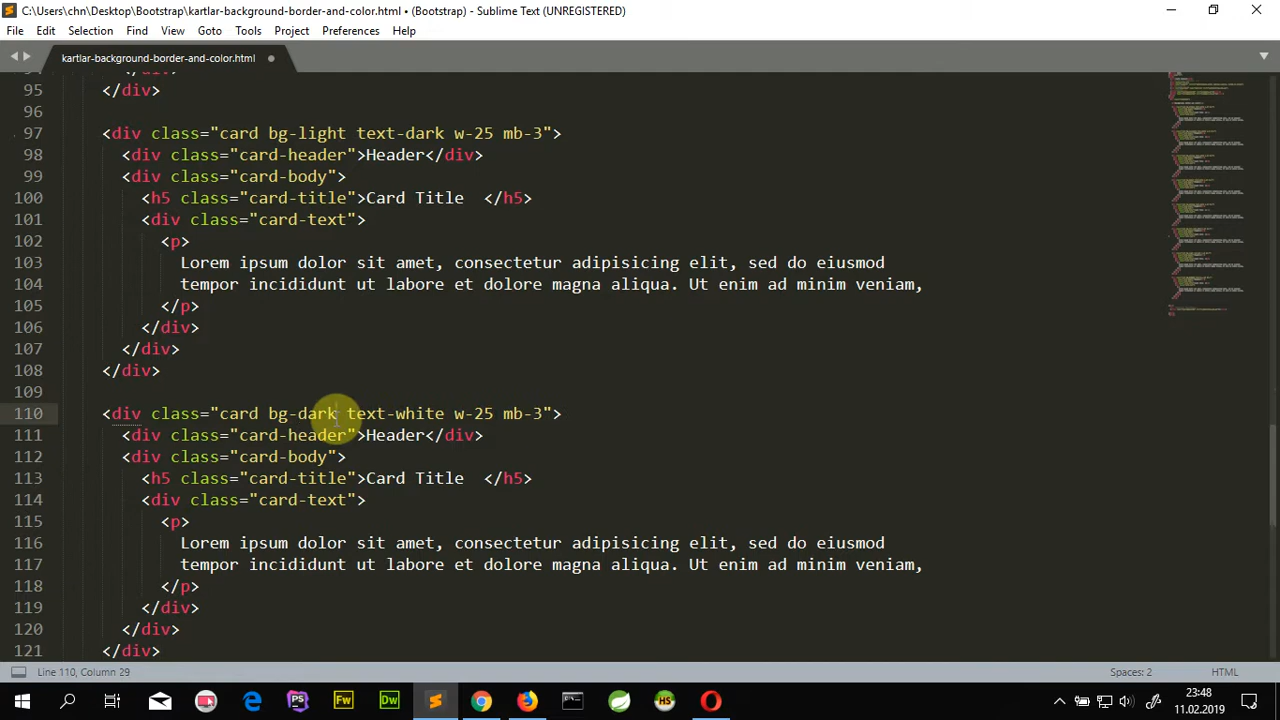 C:\Users\chn\Desktop\Bootstrap\kartlar-background-border-and-color.html • (Bootstrap) - Sublime Text (UNREGISTERED)
File Edit Selection Find View Goto Tools Project Preferences Help
kartlar-background-border-and-color.html
94 </div>
95 </div>
96
97 <div class="card bg-light text-dark w-25 mb-3">
98 <div class="card-header">Header</div>
99 <div class="card-body">
100 <h5 class="card-title">Card Title  </h5>
101 <div class="card-text">
102 <p>
103 Lorem ipsum dolor sit amet, consectetur adipisicing elit, sed do eiusmod
104 tempor incididunt ut labore et dolore magna aliqua. Ut enim ad minim veniam,
105 </p>
106 </div>
107 </div>
108 </div>
109
110 <div class="card bg-dark text-white w-25 mb-3">
111 <div class="card-header">Header</div>
112 <div class="card-body">
113 <h5 class="card-title">Card Title  </h5>
114 <div class="card-text">
115 <p>
116 Lorem ipsum dolor sit amet, consectetur adipisicing elit, sed do eiusmod
117 tempor incididunt ut labore et dolore magna aliqua. Ut enim ad minim veniam,
118 </p>
119 </div>
120 </div>
121 </div>
Line 110, Column 29 Spaces: 2 HTML
PS Fw Dw HS
23:48
11.02.2019